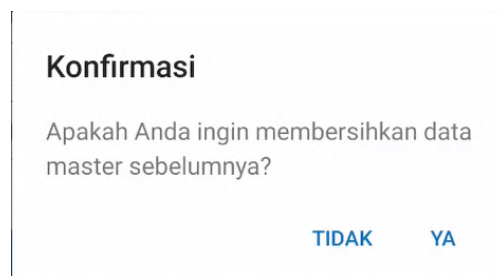 Konfirmasi
Apakah Anda ingin membersihkan data
master sebelumnya?
TIDAK YA